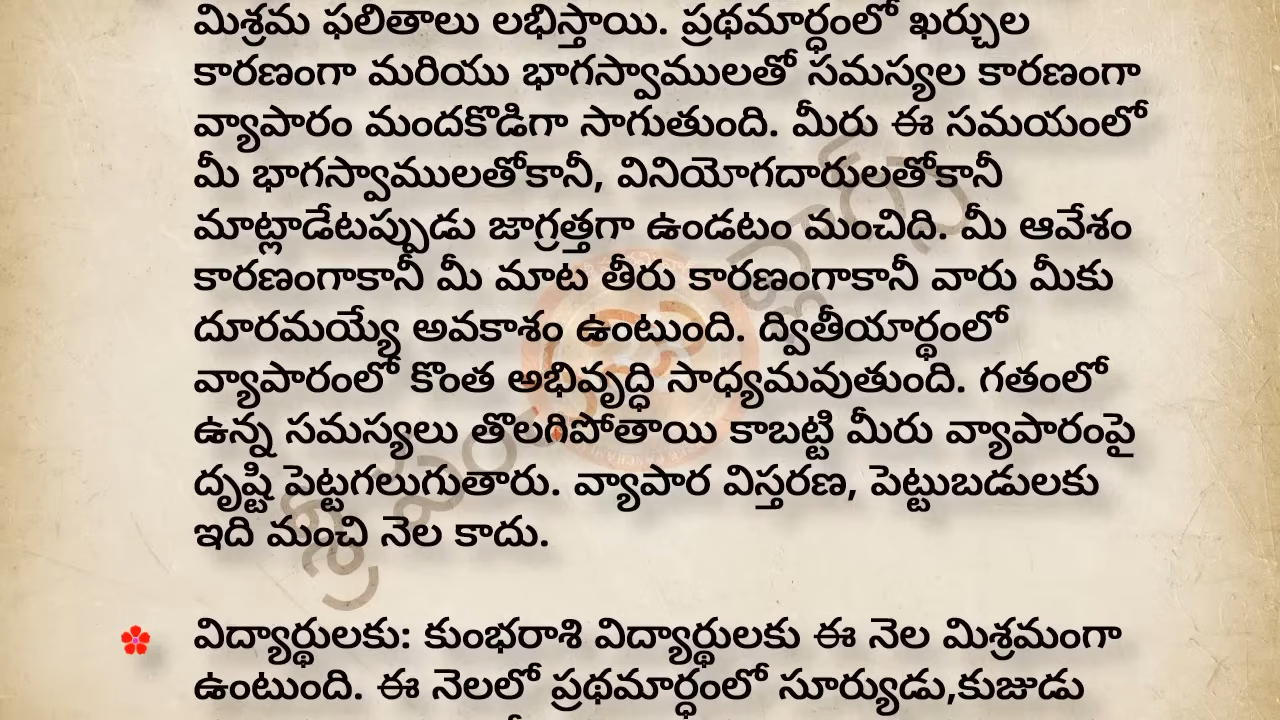 మిశ్రమ ఫలితాలు లభిస్తాయి. ప్రథమార్ధంలో ఖర్చుల
కారణంగా మరియు భాగస్వాములతో సమస్యల కారణంగా
వ్యాపారం మందకొడిగా సాగుతుంది. మీరు ఈ సమయంలో
మీ భాగస్వాములతోకానీ, వినియోగదారులతోకానీ
మాట్లాడేటప్పుడు జాగ్రత్తగా ఉండటం మంచిది. మీ ఆవేశం
కారణంగాకానీ మీ మాట తీరు కారణంగాకానీ వారు మీకు
దూరమయ్యే అవకాశం ఉంటుంది. ద్వితీయార్థంలో
వ్యాపారంలో కొంత అభివృద్ధి సాధ్యమవుతుంది. గతంలో
ఉన్న సమస్యలు తొలగిపోతాయి కాబట్టి మీరు వ్యాపారంపై
దృష్టి పెట్టగలుగుతారు. వ్యాపార విస్తరణ, పెట్టుబడులకు
ఇది మంచి నెల కాదు.
విద్యార్థులకు: కుంభరాశి విద్యార్థులకు ఈ నెల మిశ్రమంగా
ఉంటుంది. ఈ నెలలో ప్రథమార్ధంలో సూర్యుడు,కుజుడు